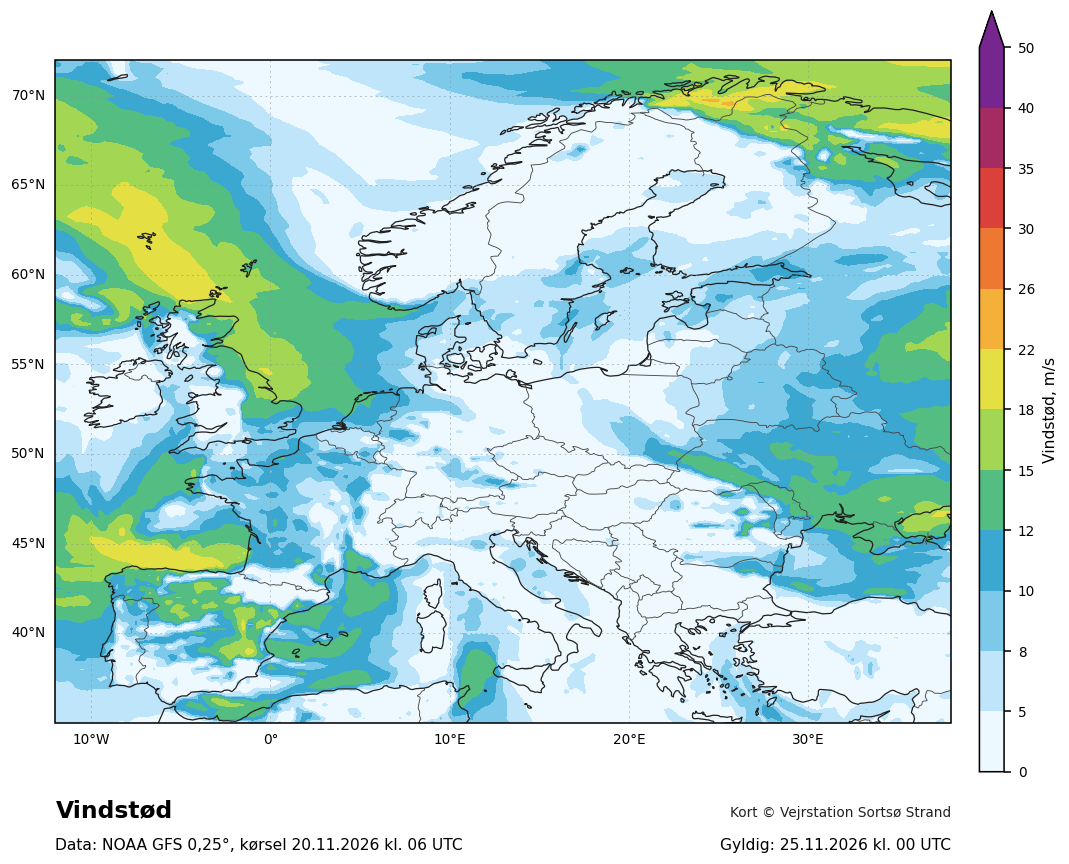 70°N
65°N
60°N
55°N
50°N
45°N
40°N
10°W
0°
10°E
20°E
30°E
50
40
35
30
26
22
18
15
12
10
8
5
0
Vindstød, m/s
Vindstød
Kort © Vejrstation Sortsø Strand
Data: NOAA GFS 0,25°, kørsel 20.11.2026 kl. 06 UTC
Gyldig: 25.11.2026 kl. 00 UTC